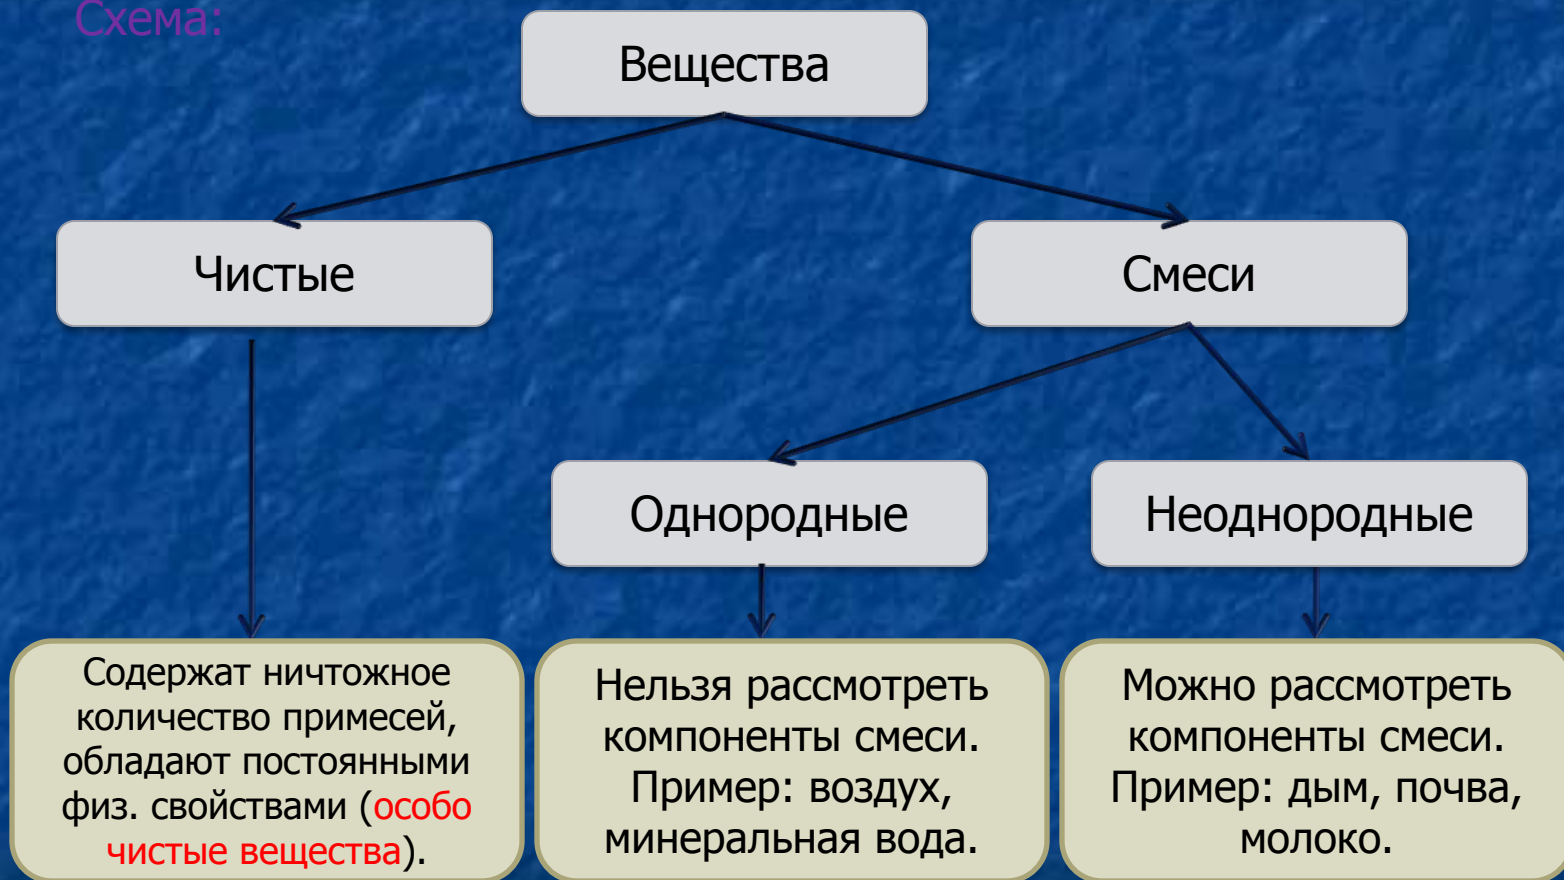 Схема:
Вещества
Чистые
Смеси
Однородные
Неоднородные
Содержат ничтожное
количество примесей,
обладают постоянными
физ. свойствами (особо
чистые вещества).
Нельзя рассмотреть
компоненты смеси.
Пример: воздух,
минеральная вода.
Можно рассмотреть
компоненты смеси.
Пример: дым, почва,
молоко.